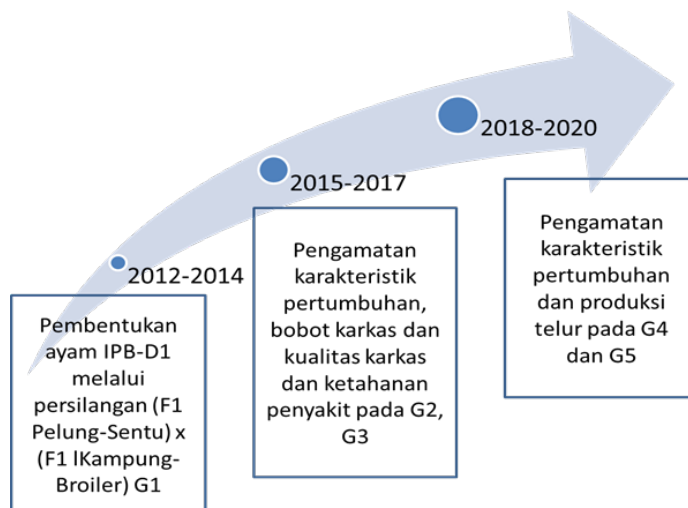 2012-2014
Pembentukan
ayam IPB-D1
melalui
persilangan (F1
Pelung-Sentu) x
(F1 lKampung-
Broiler) G1
2015-2017
Pengamatan
karakteristik
pertumbuhan,
bobot karkas dan
kualitas karkas
dan ketahanan
penyakit pada G2,
G3
2018-2020
Pengamatan
karakteristik
pertumbuhan
dan produksi
telur pada G4
dan G5